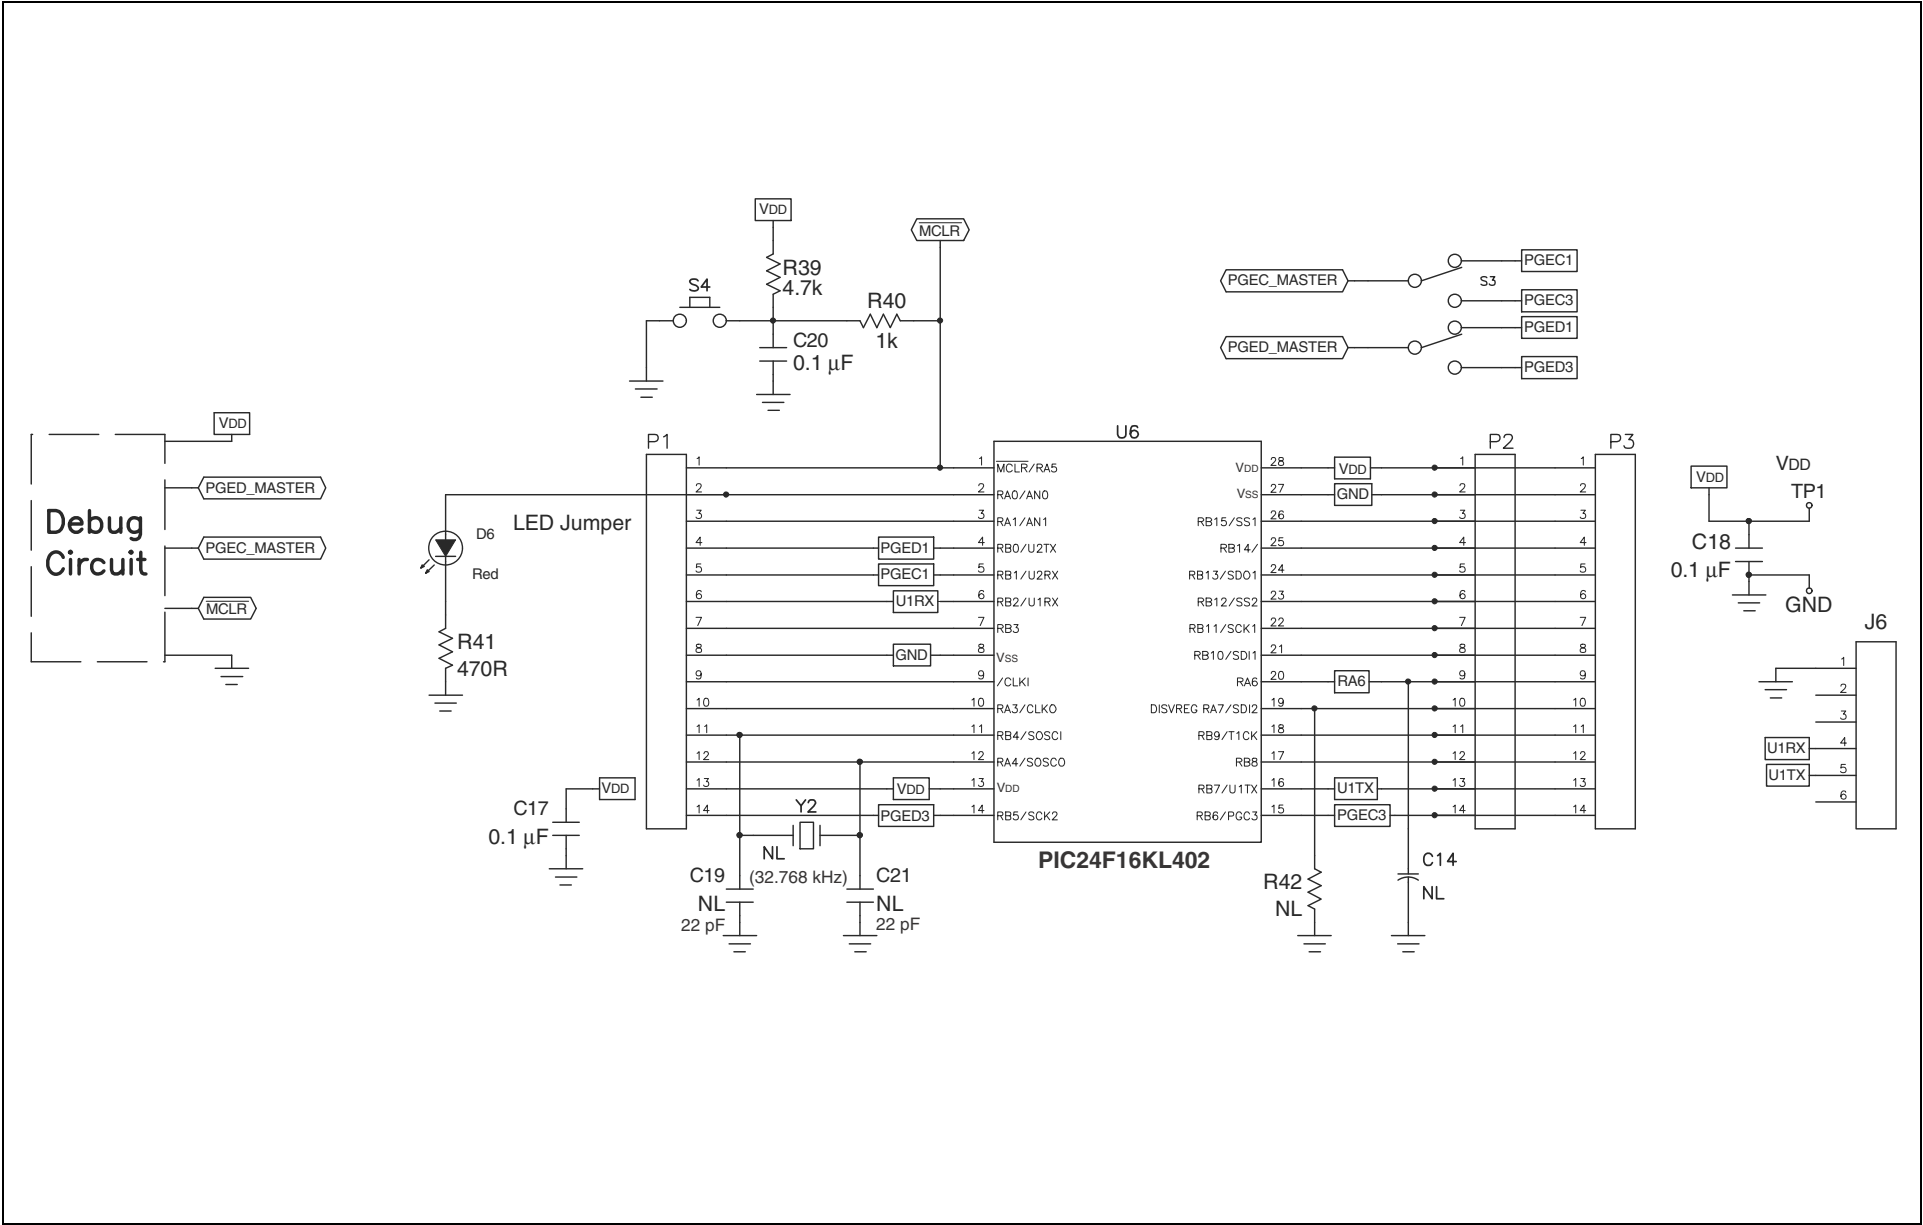 VDD
MCLR
R39
4.7k
S4
R40
1k
C20
0.1 µF
PGEC_MASTER
S3
PGEC1
PGEC3
PGED_MASTER
PGED1
PGED3
Debug
Circuit
VDD
PGED_MASTER
PGEC_MASTER
MCLR
LED Jumper
D6
Red
R41
470R
C17
0.1 µF
VDD
P1
1
2
3
4
5
6
7
8
9
10
11
12
13
14
PGED1
PGEC1
U1RX
GND
VDD
PGED3
Y2
NL
(32.768 kHz)
C19
NL
22 pF
C21
NL
22 pF
U6
1 MCLR/RA5
2 RA0/AN0
3 RA1/AN1
4 RB0/U2TX
5 RB1/U2RX
6 RB2/U1RX
7 RB3
8 VSS
9 /CLKI
10 RA3/CLKO
11 RB4/SOSCI
12 RA4/SOSCO
13 VDD
14 RB5/SCK2
VDD 28
VSS 27
RB15/SS1 26
RB14/ 25
RB13/SDO1 24
RB12/SS2 23
RB11/SCK1 22
RB10/SDI1 21
RA6 20
DISVREG RA7/SDI2 19
RB9/T1CK 18
RB8 17
RB7/U1TX 16
RB6/PGC3 15
PIC24F16KL402
VDD
GND
RA6
U1TX
PGEC3
R42
NL
C14
NL
P2
1
2
3
4
5
6
7
8
9
10
11
12
13
14
P3
1
2
3
4
5
6
7
8
9
10
11
12
13
14
VDD
VDD
TP1
C18
0.1 µF
GND
J6
1
2
3
U1RX 4
U1TX 5
6